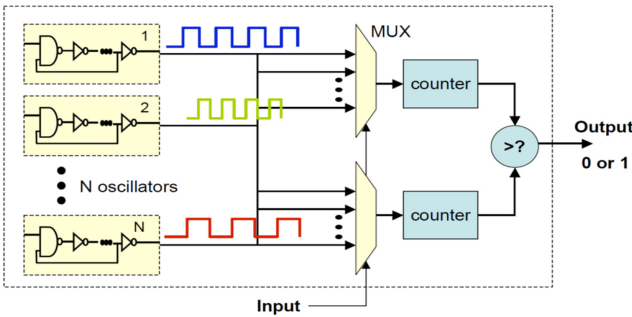 1
MUX
counter
2
>?
Output
0 or 1
N oscillators
N
counter
Input